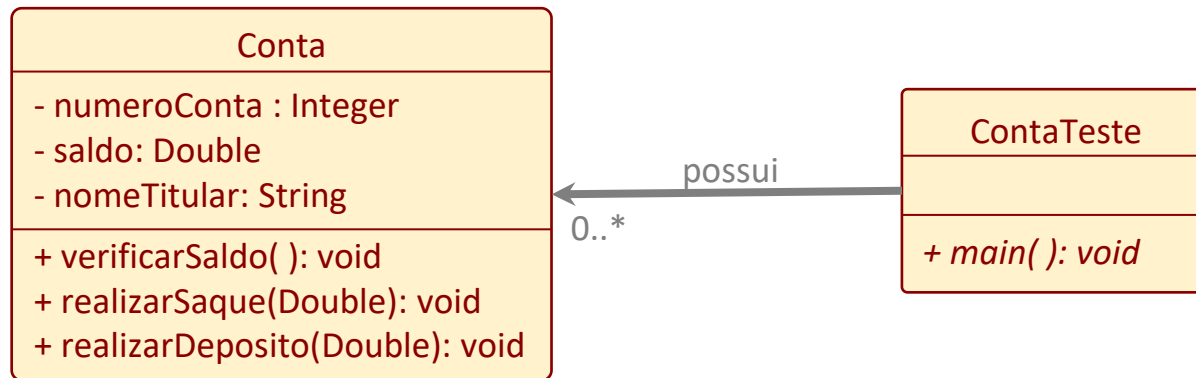 Conta
- numeroConta : Integer
- saldo: Double
- nomeTitular: String
+ verificarSaldo( ): void
+ realizarSaque(Double): void
+ realizarDeposito(Double): void
possui
0..*
ContaTeste
+ main( ): void